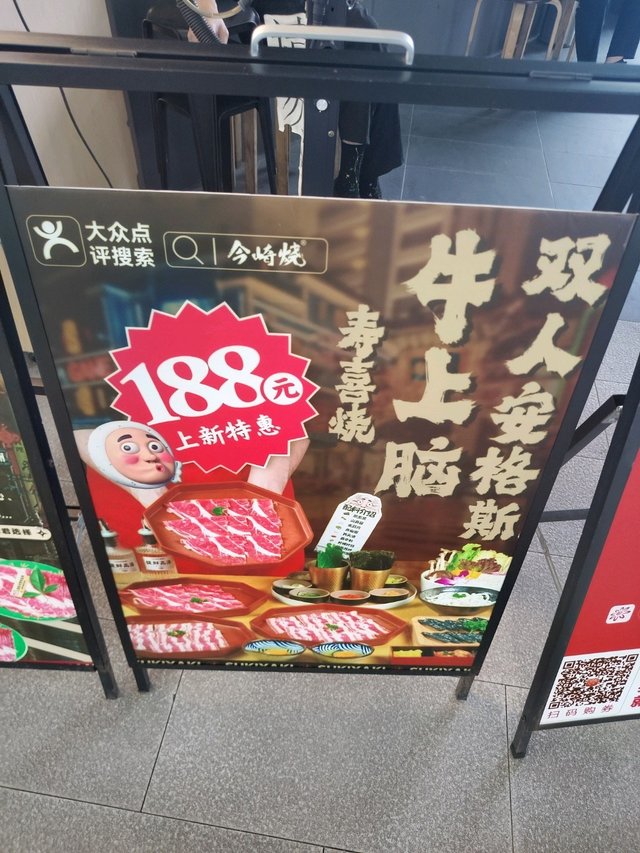 大众点
评搜索
今崎烧
双人安格斯
牛上脑
寿喜烧
188元
上新特惠
SUKIYAKI
扫码购券